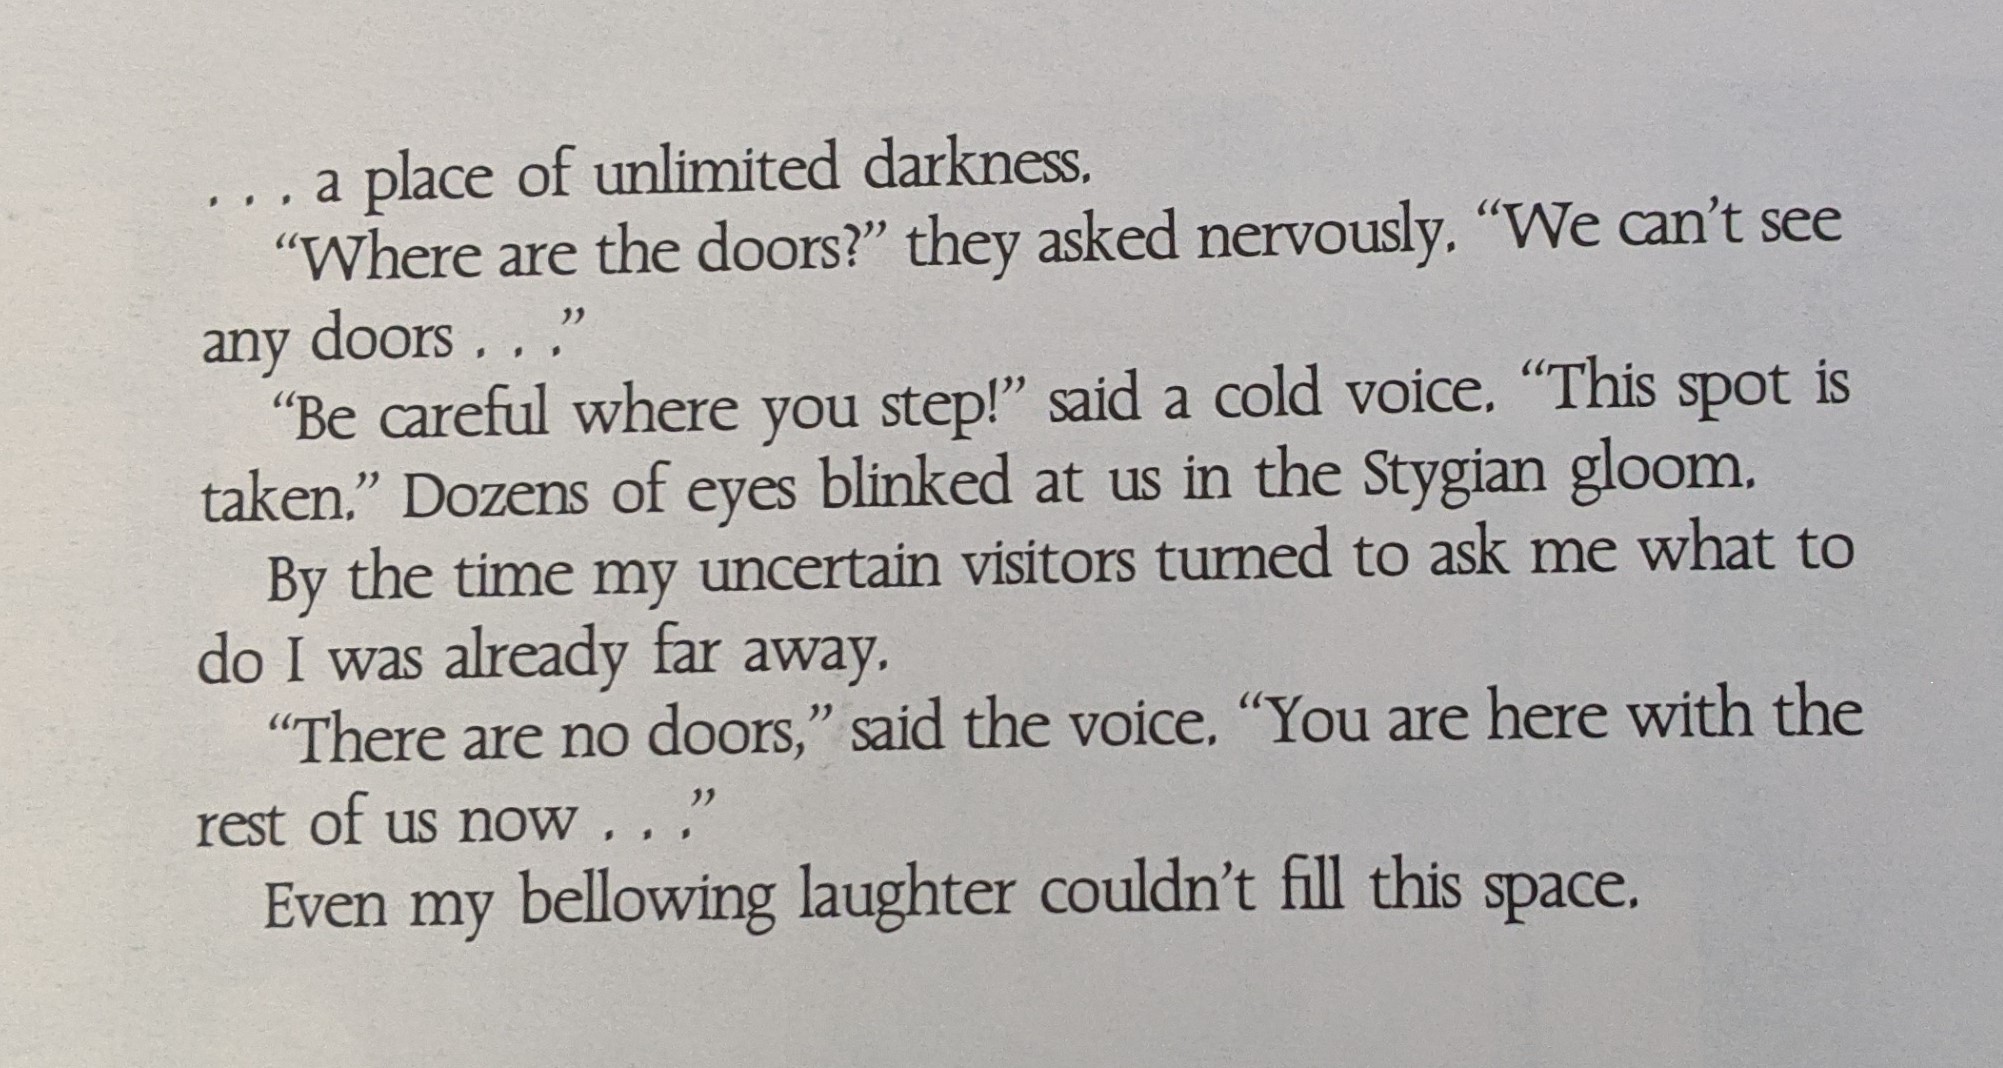 . . . a place of unlimited darkness.
“Where are the doors?” they asked nervously. “We can’t see
any doors . . .”
“Be careful where you step!” said a cold voice. “This spot is
taken.” Dozens of eyes blinked at us in the Stygian gloom.
By the time my uncertain visitors turned to ask me what to
do I was already far away.
“There are no doors,” said the voice. “You are here with the
rest of us now . . .”
Even my bellowing laughter couldn’t fill this space.